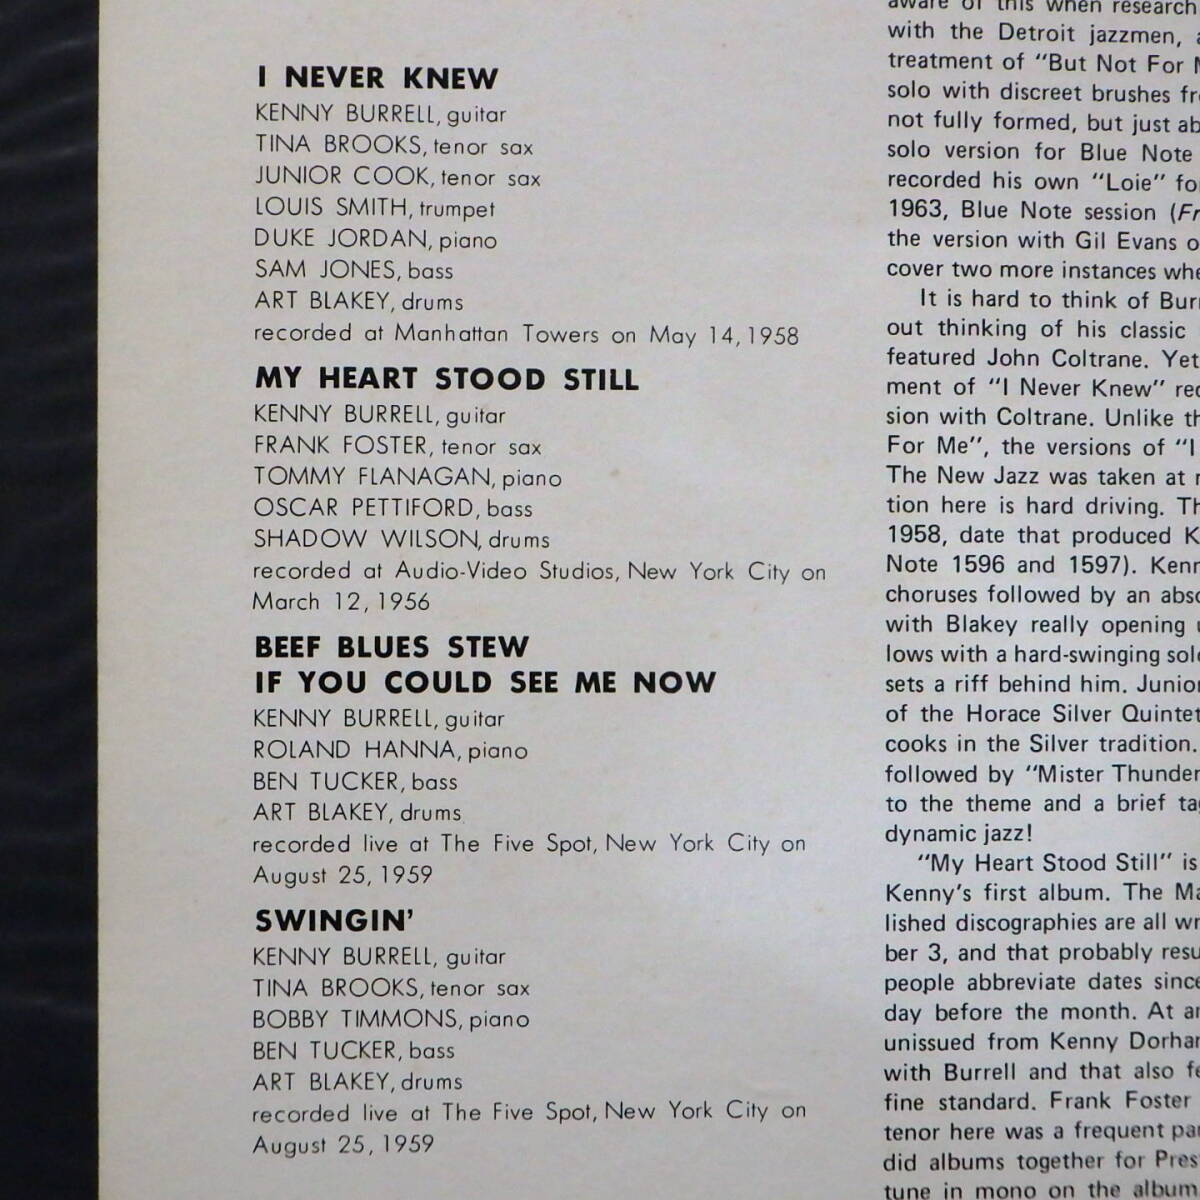 I NEVER KNEW
KENNY BURRELL, guitar
TINA BROOKS, tenor sax
JUNIOR COOK, tenor sax
LOUIS SMITH, trumpet
DUKE JORDAN, piano
SAM JONES, bass
ART BLAKEY, drums
recorded at Manhattan Towers on May 14, 1958
MY HEART STOOD STILL
KENNY BURRELL, guitar
FRANK FOSTER, tenor sax
TOMMY FLANAGAN, piano
OSCAR PETTIFORD, bass
SHADOW WILSON, drums
recorded at Audio-Video Studios, New York City on
March 12, 1956
BEEF BLUES STEW
IF YOU COULD SEE ME NOW
KENNY BURRELL, guitar
ROLAND HANNA, piano
BEN TUCKER, bass
ART BLAKEY, drums
recorded live at The Five Spot, New York City on
August 25, 1959
SWINGIN'
KENNY BURRELL, guitar
TINA BROOKS, tenor sax
BOBBY TIMMONS, piano
BEN TUCKER, bass
ART BLAKEY, drums
recorded live at The Five Spot, New York City on
August 25, 1959
aware of this when research
with the Detroit jazzmen,
treatment of "But Not For
solo with discreet brushes
not fully formed, but just
solo version for Blue Note
recorded his own "Loie"
1963, Blue Note session
the version with Gil Evans
cover two more instances
It is hard to think of
out thinking of his classic
featured John Coltrane. Yet
ment of "I Never Knew"
sion with Coltrane. Unlike
For Me", the versions of "I
The New Jazz was taken at
tion here is hard driving.
1958, date that produced
Note 1596 and 1597).
choruses followed by an
with Blakey really opening
lows with a hard-swinging
sets a riff behind him.
of the Horace Silver Quintet
cooks in the Silver tradition.
followed by "Mister
to the theme and a brief
dynamic jazz!
"My Heart Stood Still" is
Kenny's first album. The
lished discographies are all
ber 3, and that probably
people abbreviate dates
day before the month. At
unissued from Kenny
with Burrell and that also
fine standard. Frank Foster
tenor here was a frequent
did albums together for
tune in mono on the album